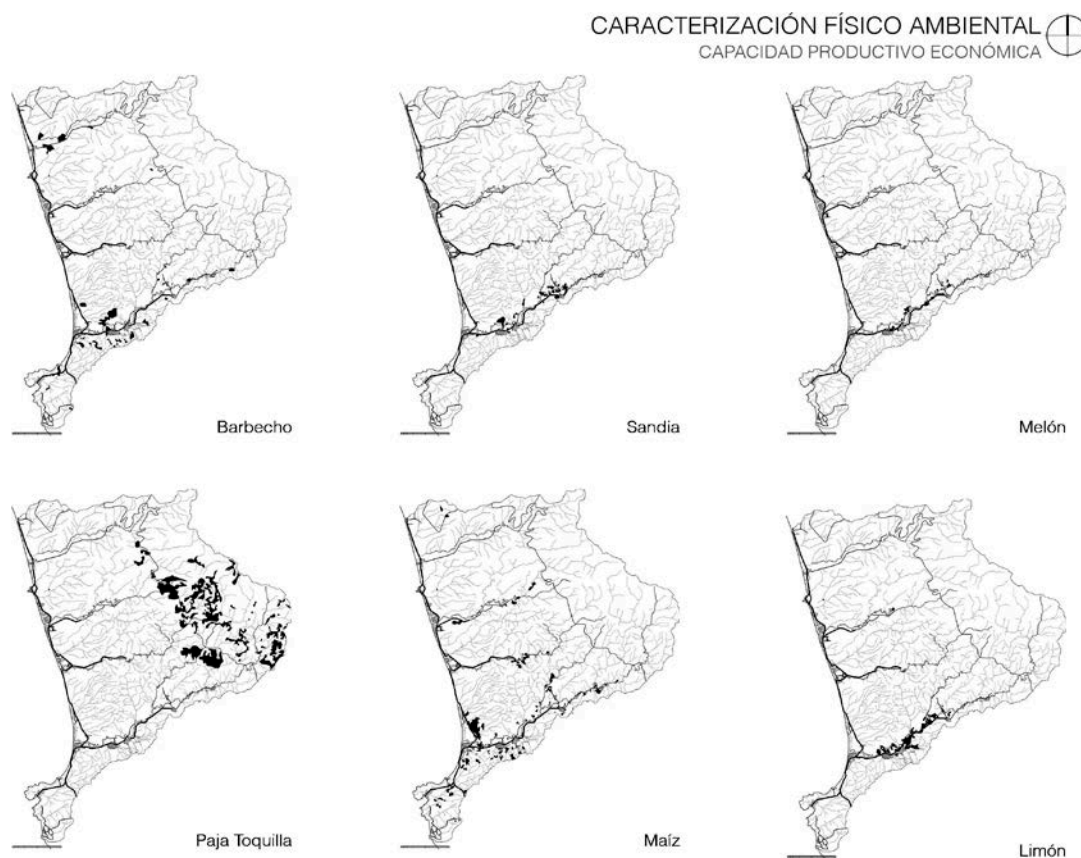 CARACTERIZACIÓN FÍSICO AMBIENTAL
CAPACIDAD PRODUCTIVO ECONÓMICA
Barbecho
Sandia
Melón
Paja Toquilla
Maíz
Limón